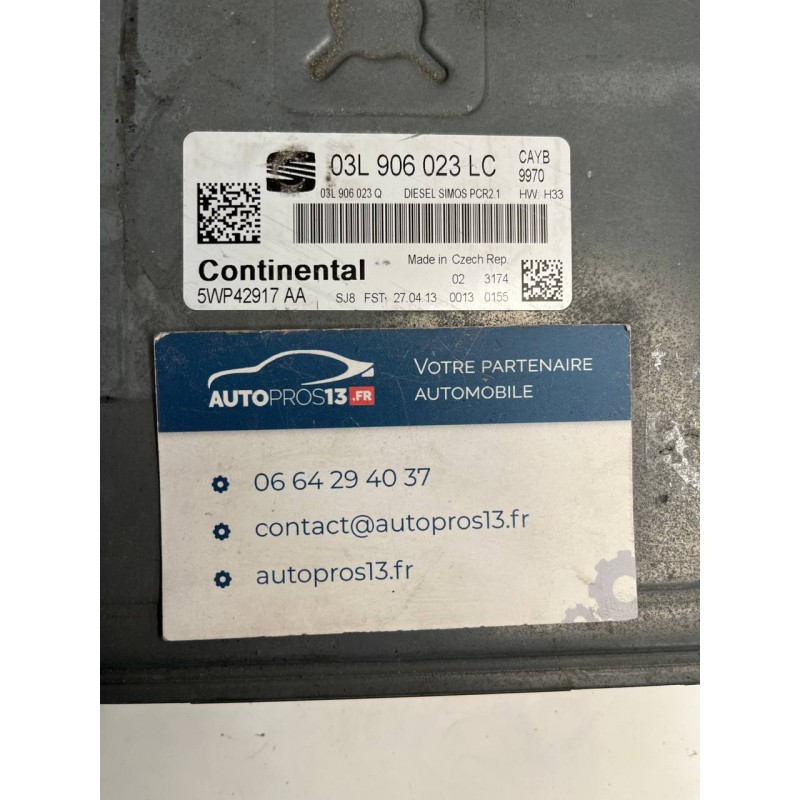 03L 906 023 LC
CAYB
9970
03L 906 023 Q DIESEL SIMOS PCR2.1 HW: H33
Continental
Made in Czech Rep.
02 3174
5WP42917 AA SJ8 FST: 27.04.13 0013 0155
AUTOPROS13.FR
VOTRE PARTENAIRE
AUTOMOBILE
06 64 29 40 37
contact@autopros13.fr
autopros13.fr